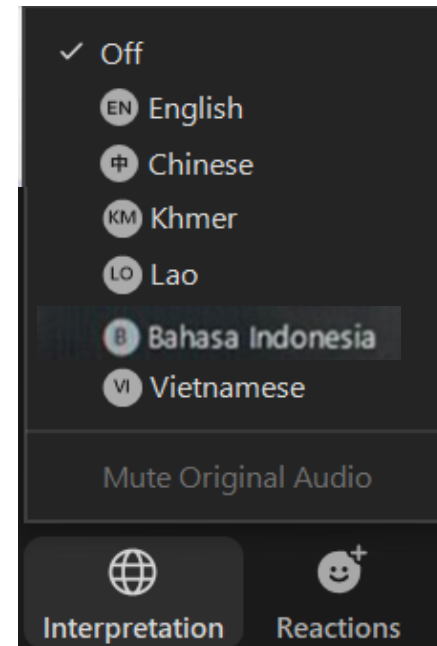 ✓ Off
EN English
中 Chinese
KM Khmer
LO Lao
B Bahasa Indonesia
VI Vietnamese
Mute Original Audio
Interpretation
Reactions